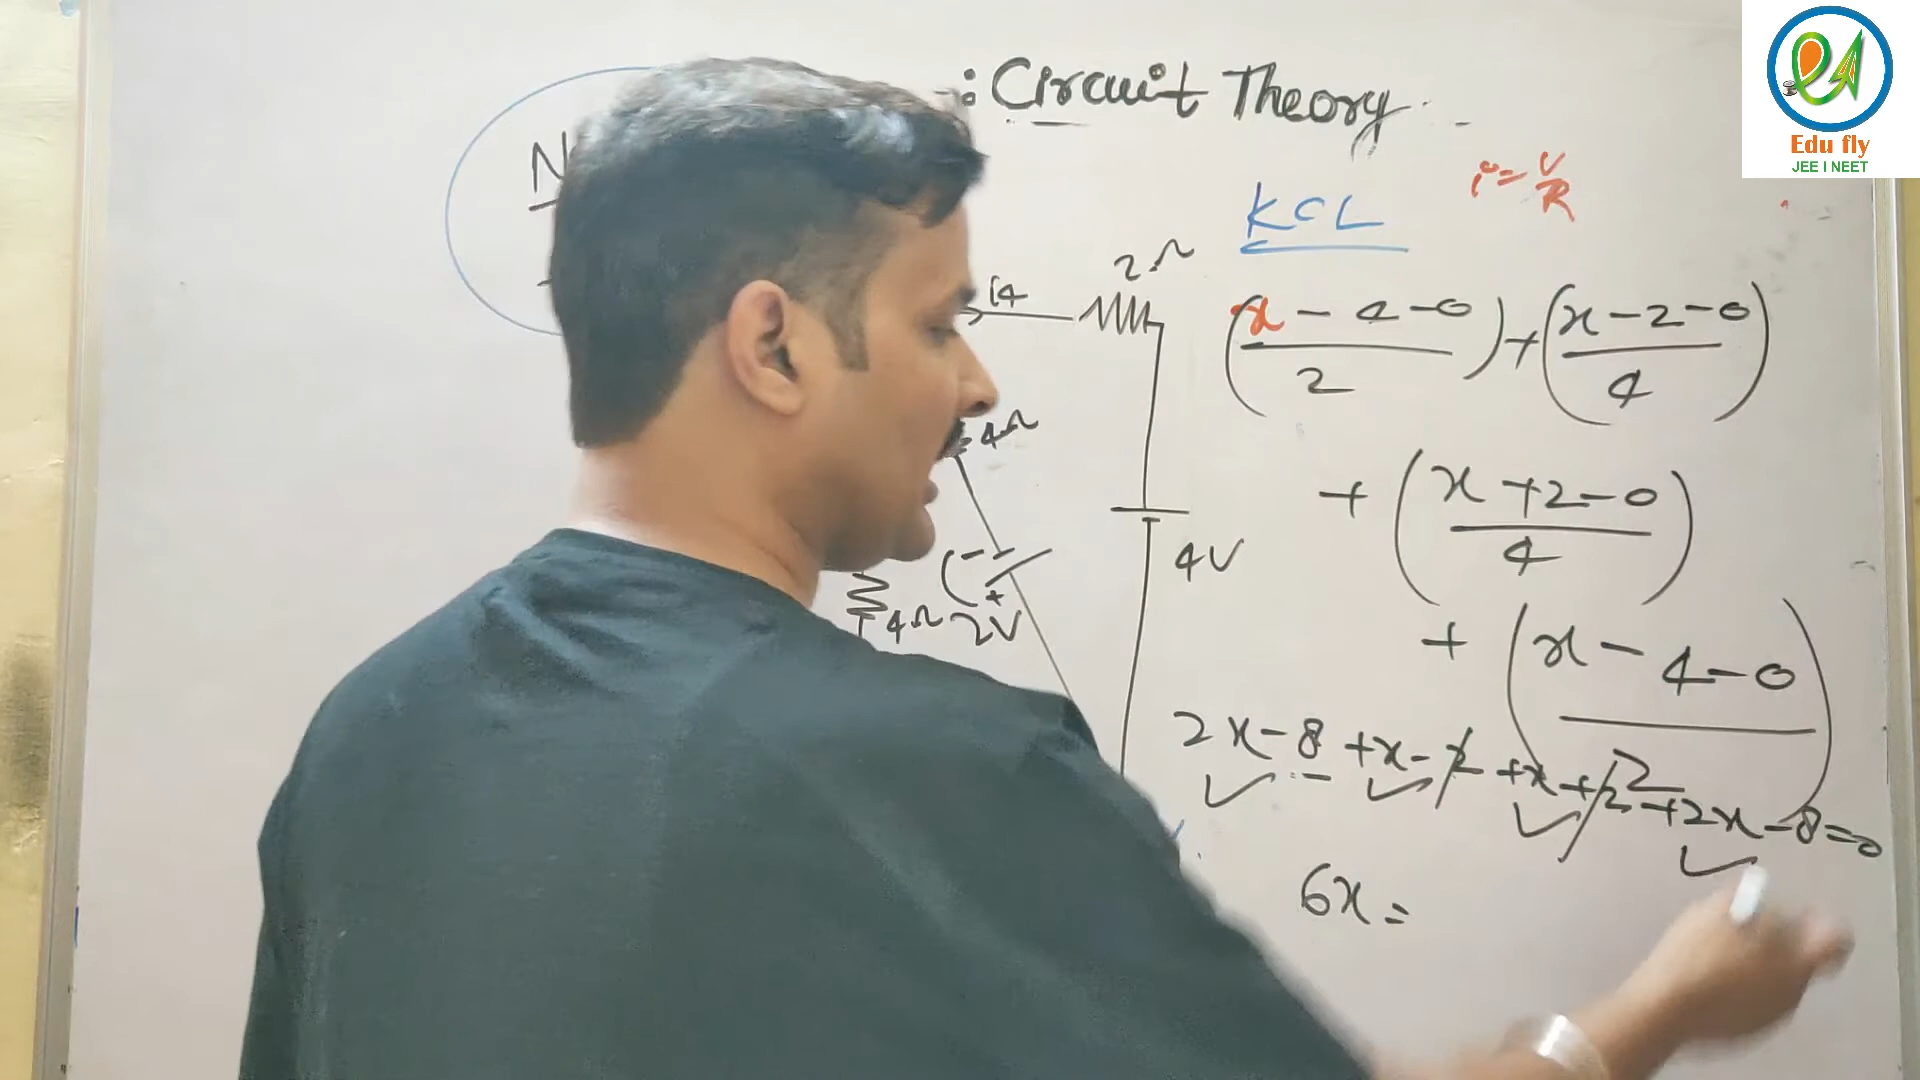 : Circuit Theory
Edu fly
JEE I NEET
N
KCL
i = V/R
i4
2Ω
(x - 4 - 0 / 2) + (x - 2 - 0 / 4)
4Ω
+ (x + 2 - 0 / 4)
4V
-
+
4Ω
2V
+ (x - 4 - 0 / 2)
2x - 8 + x - 2 + x + 2 + 2x - 8 = 0
6x =